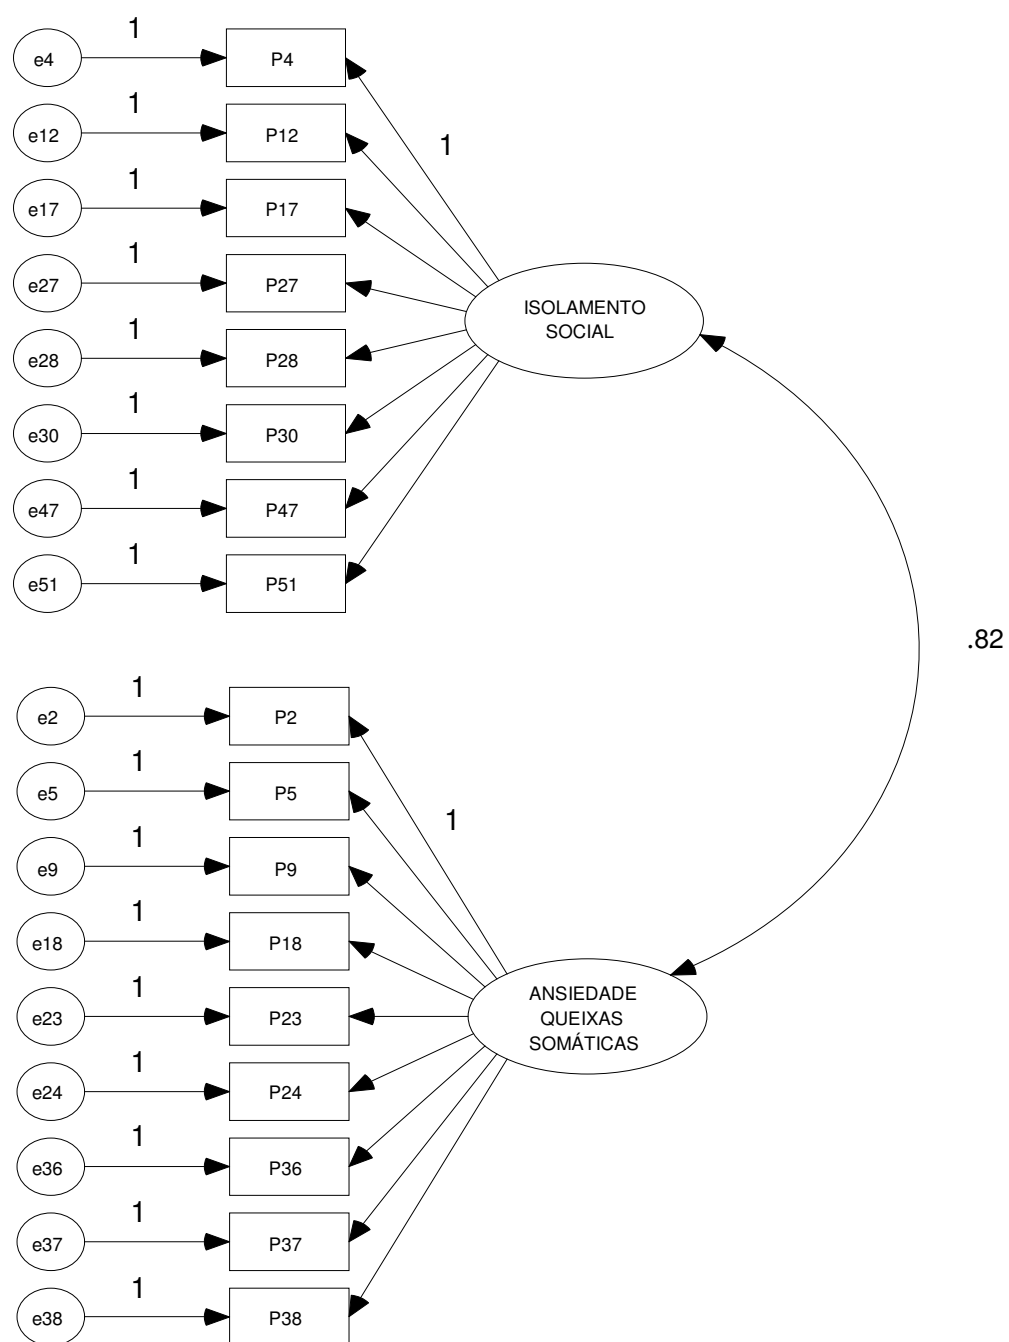 1
e4 P4
1
e12 P12
1
1
e17 P17
1
e27 P27
ISOLAMENTO
SOCIAL
1
e28 P28
1
e30 P30
1
e47 P47
1
e51 P51
.82
1
e2 P2
1
e5 P5
1
1
e9 P9
1
e18 P18
ANSIEDADE
QUEIXAS
SOMÁTICAS
1
e23 P23
1
e24 P24
1
e36 P36
1
e37 P37
1
e38 P38